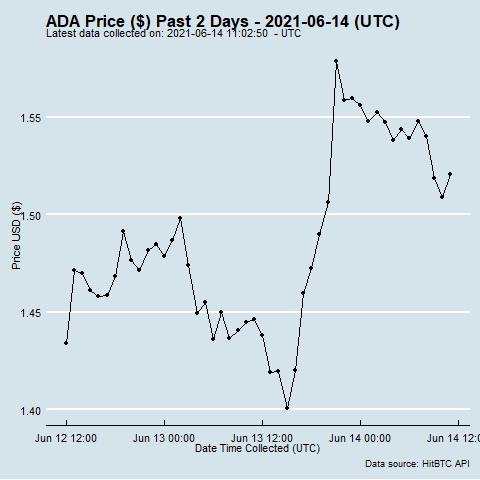 ADA Price ($) Past 2 Days - 2021-06-14 (UTC)
Latest data collected on: 2021-06-14 11:02:50 - UTC
1.55
1.50
1.45
1.40
Price USD ($)
Jun 12 12:00 Jun 13 00:00 Jun 13 12:00 Jun 14 00:00 Jun 14 12:0
Date Time Collected (UTC)
Data source: HitBTC API